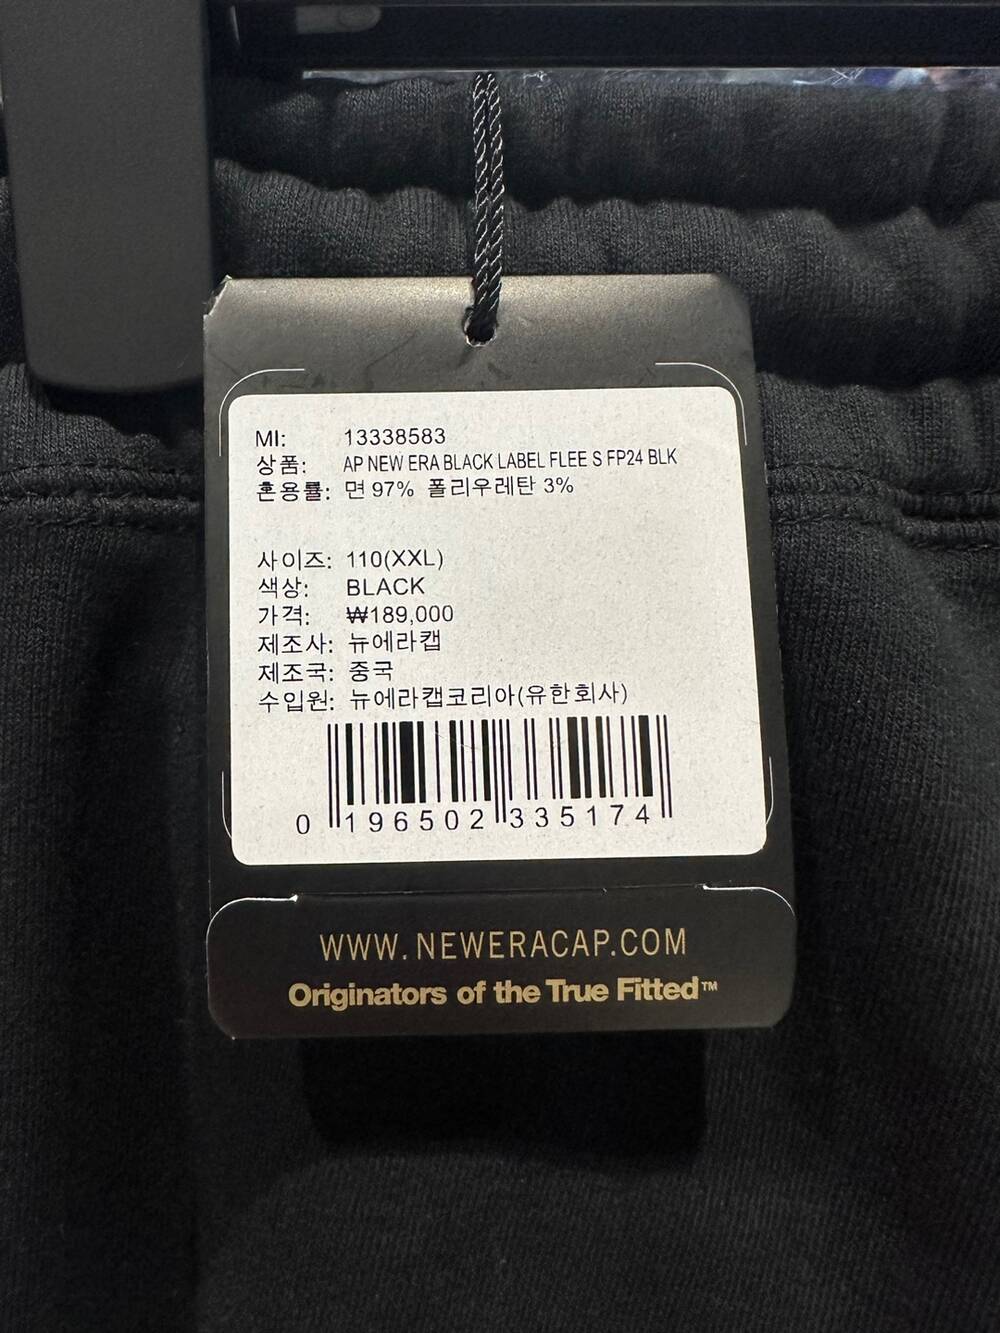 MI: 13338583
상품: AP NEW ERA BLACK LABEL FLEE S FP24 BLK
혼용률: 면 97% 폴리우레탄 3%
사이즈: 110(XXL)
색상: BLACK
가격: ₩189,000
제조사: 뉴에라캡
제조국: 중국
수입원: 뉴에라캡코리아(유한회사)
0 196502 335174
WWW.NEWERACAP.COM
Originators of the True Fitted™